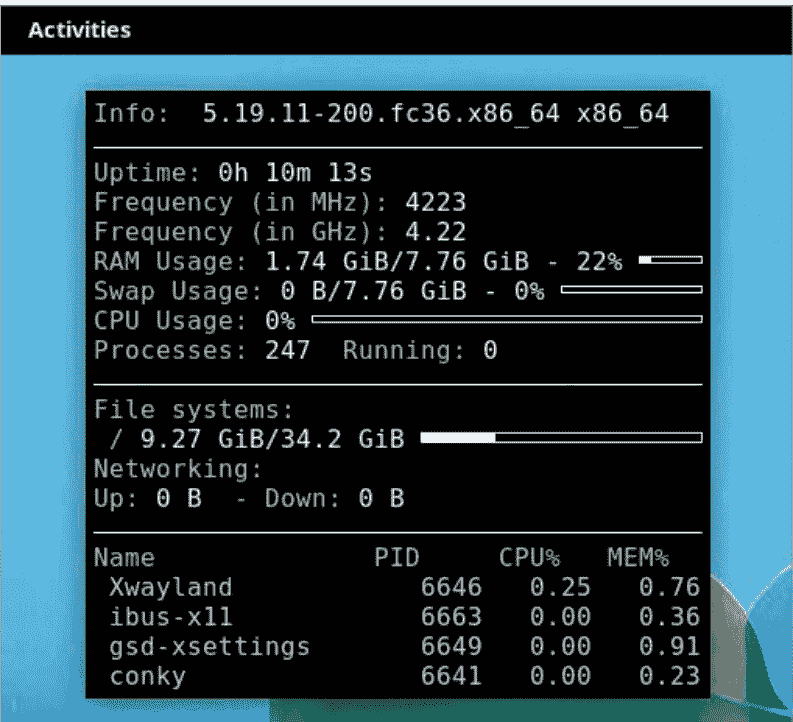 Activities
Info: 5.19.11-200.fc36.x86_64 x86_64
Uptime: 0h 10m 13s
Frequency (in MHz): 4223
Frequency (in GHz): 4.22
RAM Usage: 1.74 GiB/7.76 GiB - 22%
Swap Usage: 0 B/7.76 GiB - 0%
CPU Usage: 0%
Processes: 247 Running: 0
File systems:
/ 9.27 GiB/34.2 GiB
Networking:
Up: 0 B - Down: 0 B
Name PID CPU% MEM%
Xwayland 6646 0.25 0.76
ibus-x11 6663 0.00 0.36
gsd-xsettings 6649 0.00 0.91
conky 6641 0.00 0.23